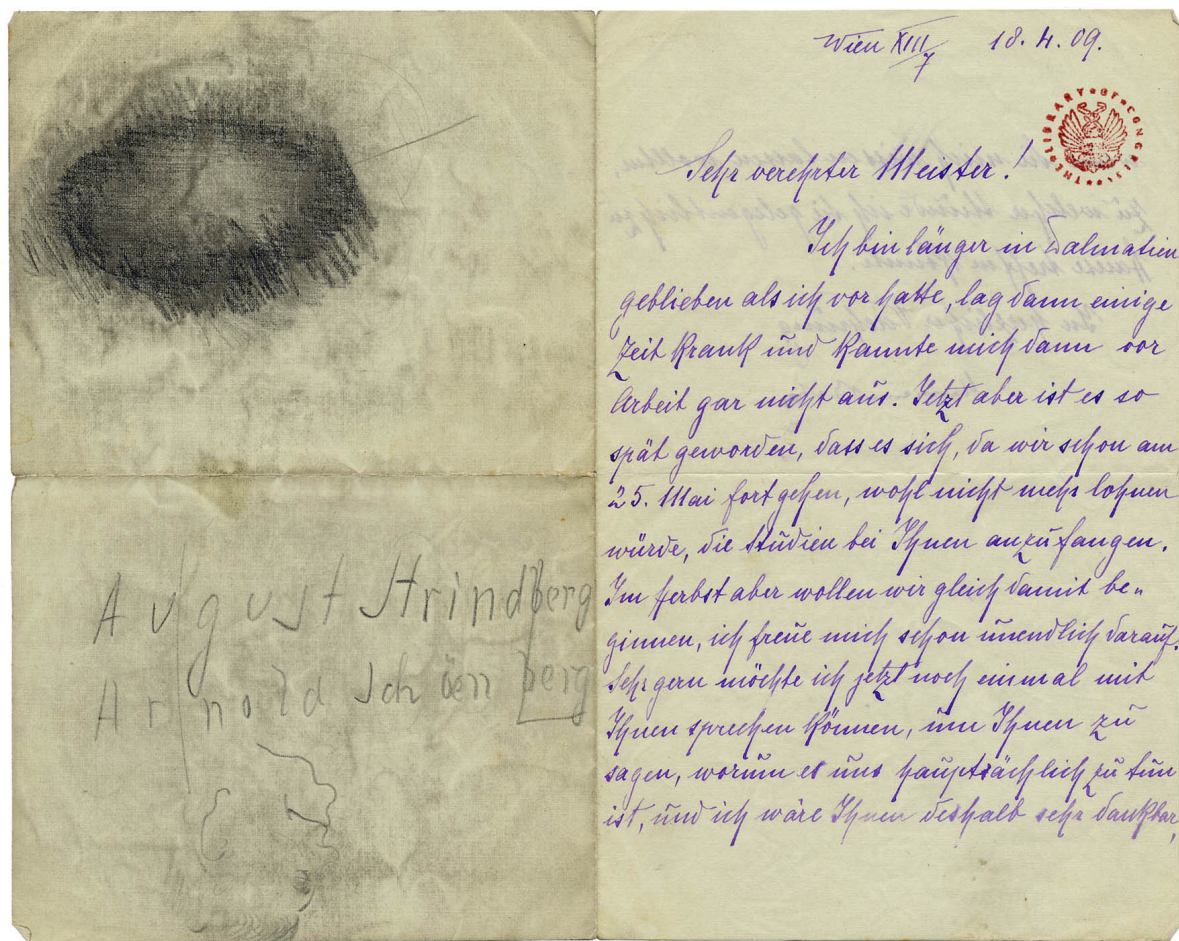 August Strindberg
Arnold Schönberg
Wien XIII/7 18.4.09.
THE LIBRARY OF CONGRESS
Sehr verehrter Meister!
Ich bin länger in Dalmatien
geblieben als ich vor hatte, lag dann einige
Zeit krank und kannte mich dann vor
Arbeit gar nicht aus. Jetzt aber ist es so
spät geworden, dass es sich, da wir schon am
25. Mai fort gehen, wohl nicht mehr lohnen
würde, die Studien bei Ihnen anzufangen.
Im Herbst aber wollen wir gleich damit be„
ginnen, ich freue mich schon unendlich darauf.
Sehr gern möchte ich jetzt noch einmal mit
Ihnen sprechen können, um Ihnen zu
sagen, worum es uns hauptsächlich zu tun
ist, und ich wäre Ihnen deshalb sehr dankbar,